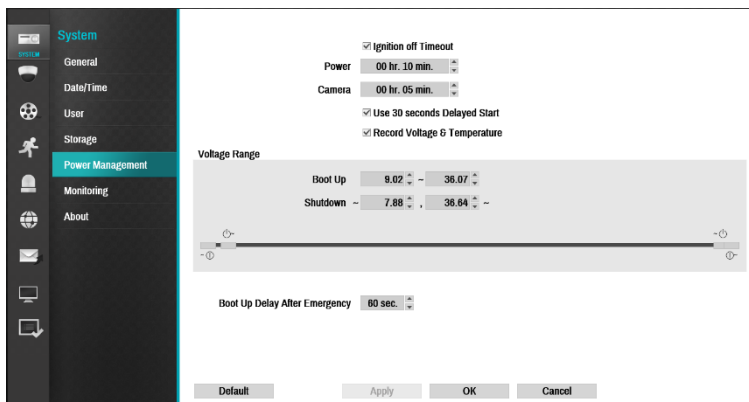 SYSTEM
System
General
Date/Time
User
Storage
Power Management
Monitoring
About
Ignition off Timeout
Power 00 hr. 10 min.
Camera 00 hr. 05 min.
Use 30 seconds Delayed Start
Record Voltage & Temperature
Voltage Range
Boot Up 9.02 ~ 36.07
Shutdown ~ 7.88 , 36.64 ~
Boot Up Delay After Emergency 60 sec.
Default Apply OK Cancel